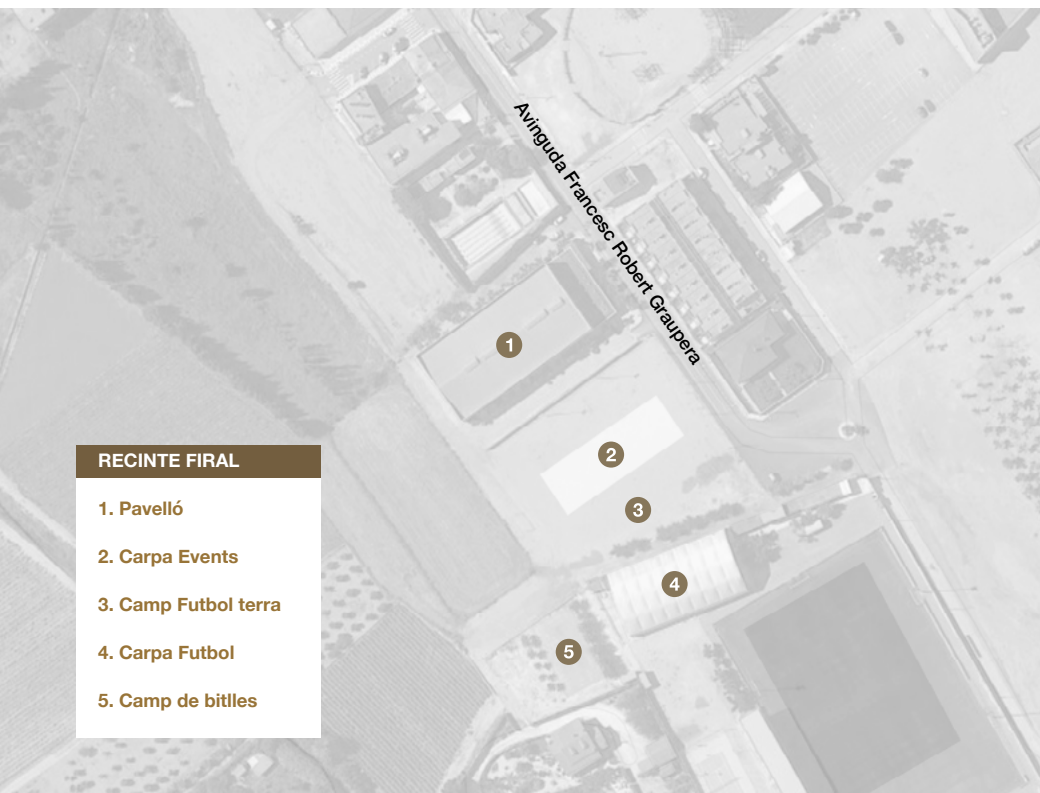 Avinguda Francesc Robert Graupera
1
2
3
4
5
RECINTE FIRAL
1. Pavelló
2. Carpa Events
3. Camp Futbol terra
4. Carpa Futbol
5. Camp de bitlles